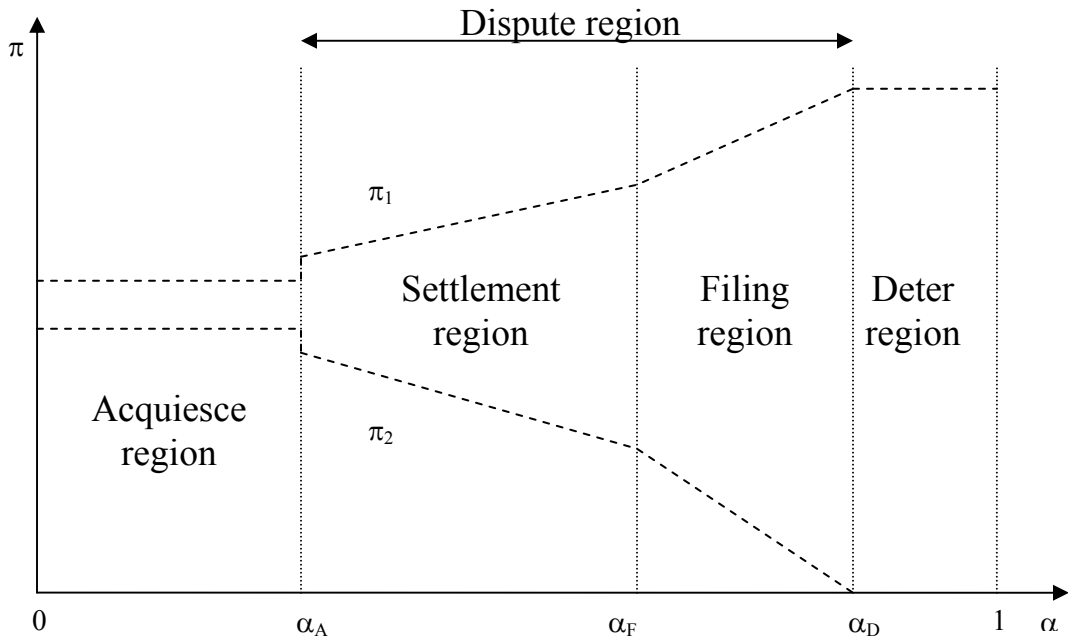 Dispute region
π
π₁
Settlement
region
Filing
region
Deter
region
Acquiesce
region
π₂
0
α_A
α_F
α_D
1
α